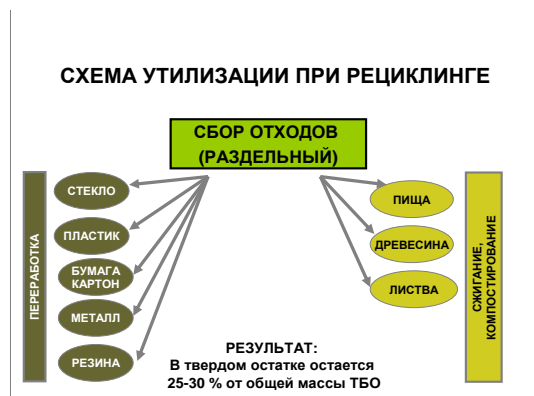 СХЕМА УТИЛИЗАЦИИ ПРИ РЕЦИКЛИНГЕ
СБОР ОТХОДОВ
(РАЗДЕЛЬНЫЙ)
ПЕРЕРАБОТКА
СТЕКЛО
ПЛАСТИК
БУМАГА
КАРТОН
МЕТАЛЛ
РЕЗИНА
ПИЩА
ДРЕВЕСИНА
ЛИСТВА
СЖИГАНИЕ,
КОМПОСТИРОВАНИЕ
РЕЗУЛЬТАТ:
В твердом остатке остается
25-30 % от общей массы ТБО